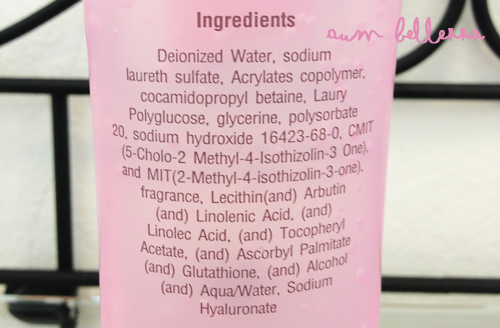 aum bellezza
Ingredients
Deionized Water, sodium
laureth sulfate, Acrylates copolymer,
cocamidopropyl betaine, Laury
Polyglucose, glycerine, polysorbate
20, sodium hydroxide 16423-68-0, CMIT
(5-Cholo-2 Methyl-4-Isothizolin-3 One),
and MIT(2-Methyl-4-isothizolin-3-one),
fragrance, Lecithin(and) Arbutin
(and) Linolenic Acid, (and)
Linolec Acid, (and) Tocopheryl
Acetate, (and) Ascorbyl Palmitate
(and) Glutathione, (and) Alcohol
(and) Aqua/Water, Sodium
Hyaluronate